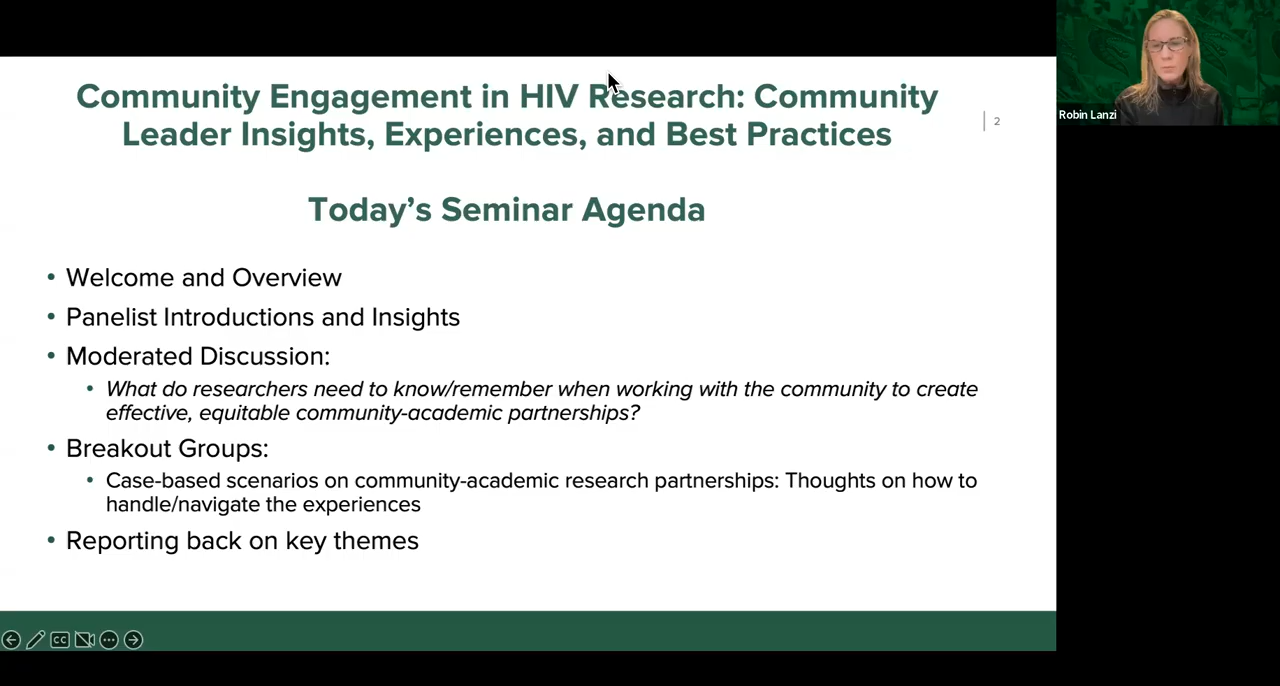 Community Engagement in HIV Research: Community
Leader Insights, Experiences, and Best Practices
2
Today’s Seminar Agenda
• Welcome and Overview
• Panelist Introductions and Insights
• Moderated Discussion:
• What do researchers need to know/remember when working with the community to create
effective, equitable community-academic partnerships?
• Breakout Groups:
• Case-based scenarios on community-academic research partnerships: Thoughts on how to
handle/navigate the experiences
• Reporting back on key themes
Robin Lanzi
CC